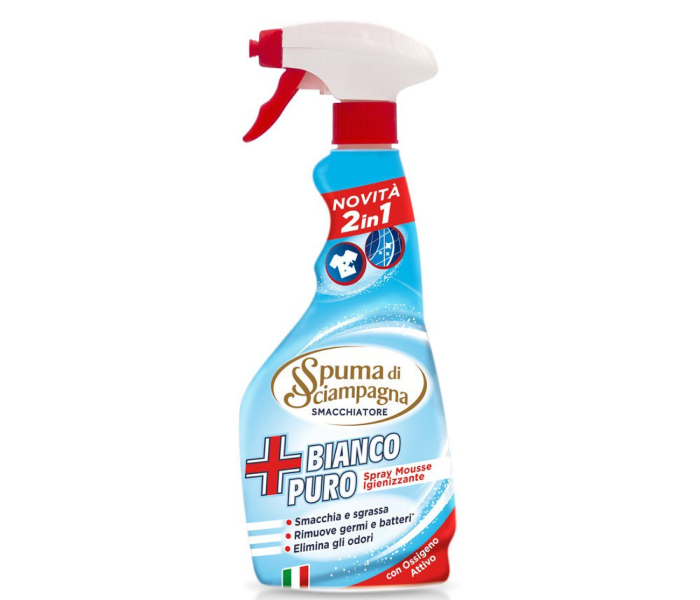 NOVITÀ
2in1
Spuma di
Sciampagna
SMACCHIATORE
BIANCO
PURO
Spray Mousse
Igienizzante
• Smacchia e sgrassa
• Rimuove germi e batteri*
• Elimina gli odori
con Ossigeno
Attivo